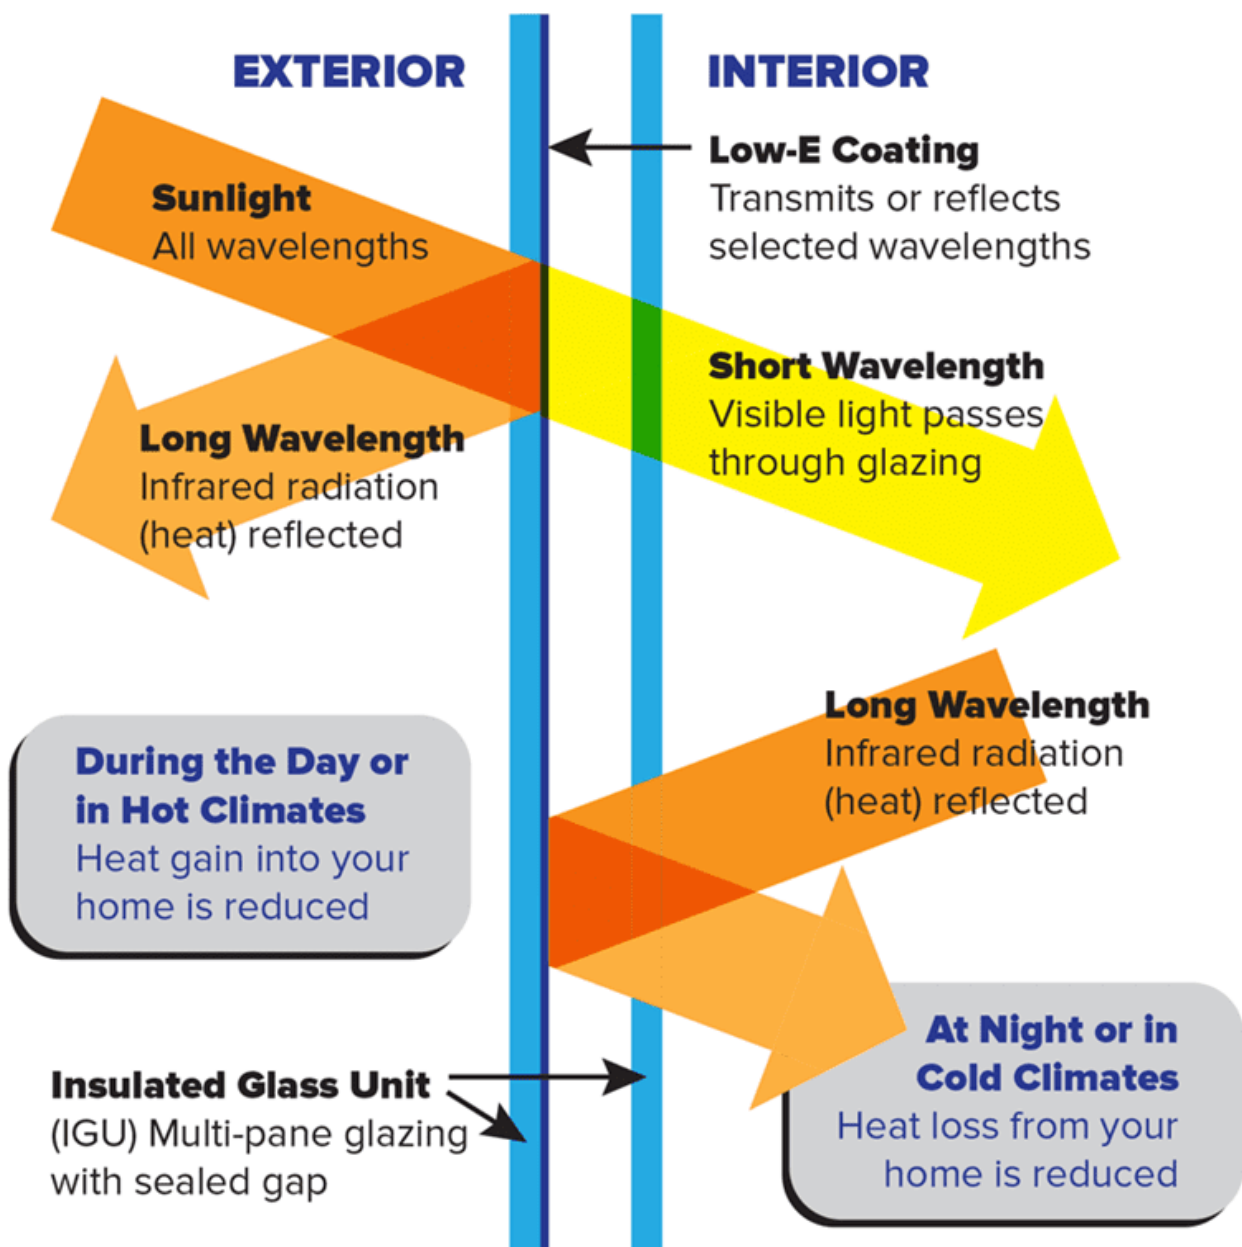 EXTERIOR
INTERIOR
Low-E Coating
Transmits or reflects
selected wavelengths
Sunlight
All wavelengths
Short Wavelength
Visible light passes
through glazing
Long Wavelength
Infrared radiation
(heat) reflected
Long Wavelength
Infrared radiation
(heat) reflected
During the Day or
in Hot Climates
Heat gain into your
home is reduced
At Night or in
Cold Climates
Heat loss from your
home is reduced
Insulated Glass Unit
(IGU) Multi-pane glazing
with sealed gap